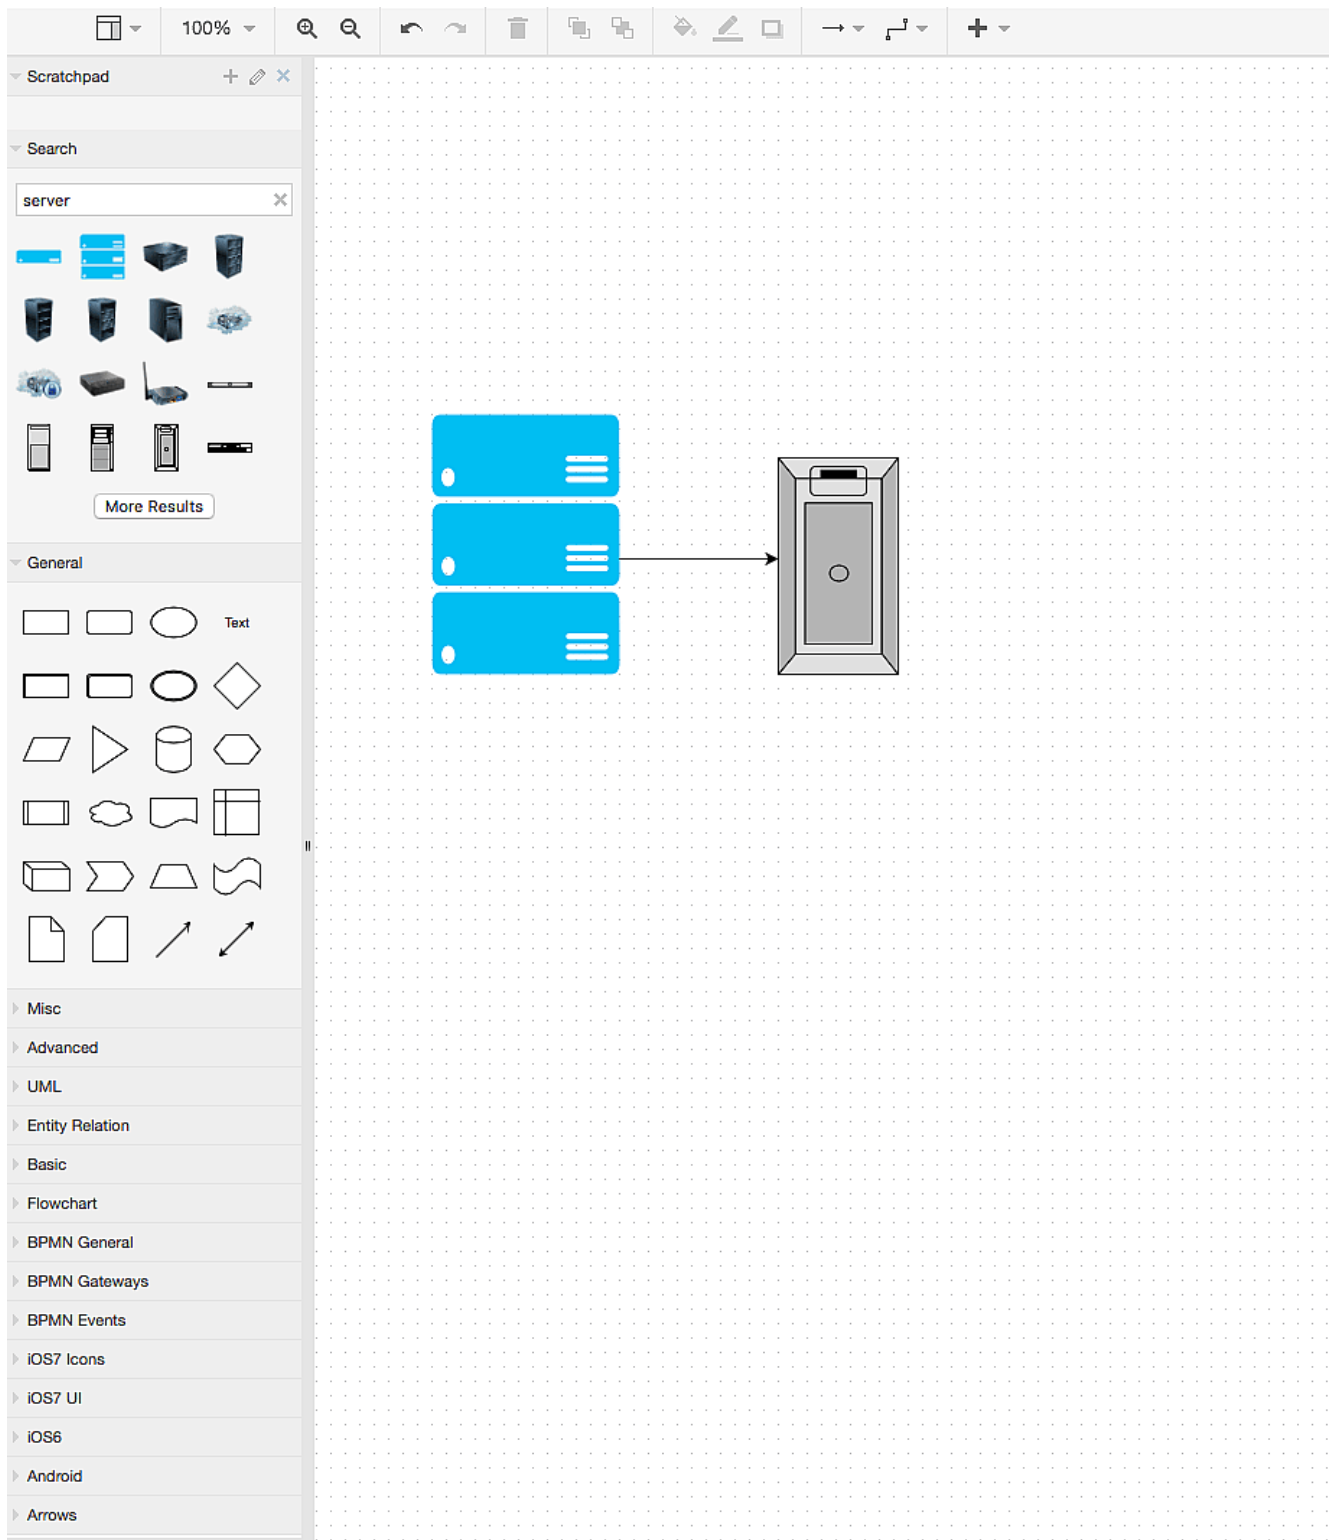 100%
Scratchpad
Search
server
More Results
General
Text
Misc
Advanced
UML
Entity Relation
Basic
Flowchart
BPMN General
BPMN Gateways
BPMN Events
iOS7 Icons
iOS7 UI
iOS6
Android
Arrows